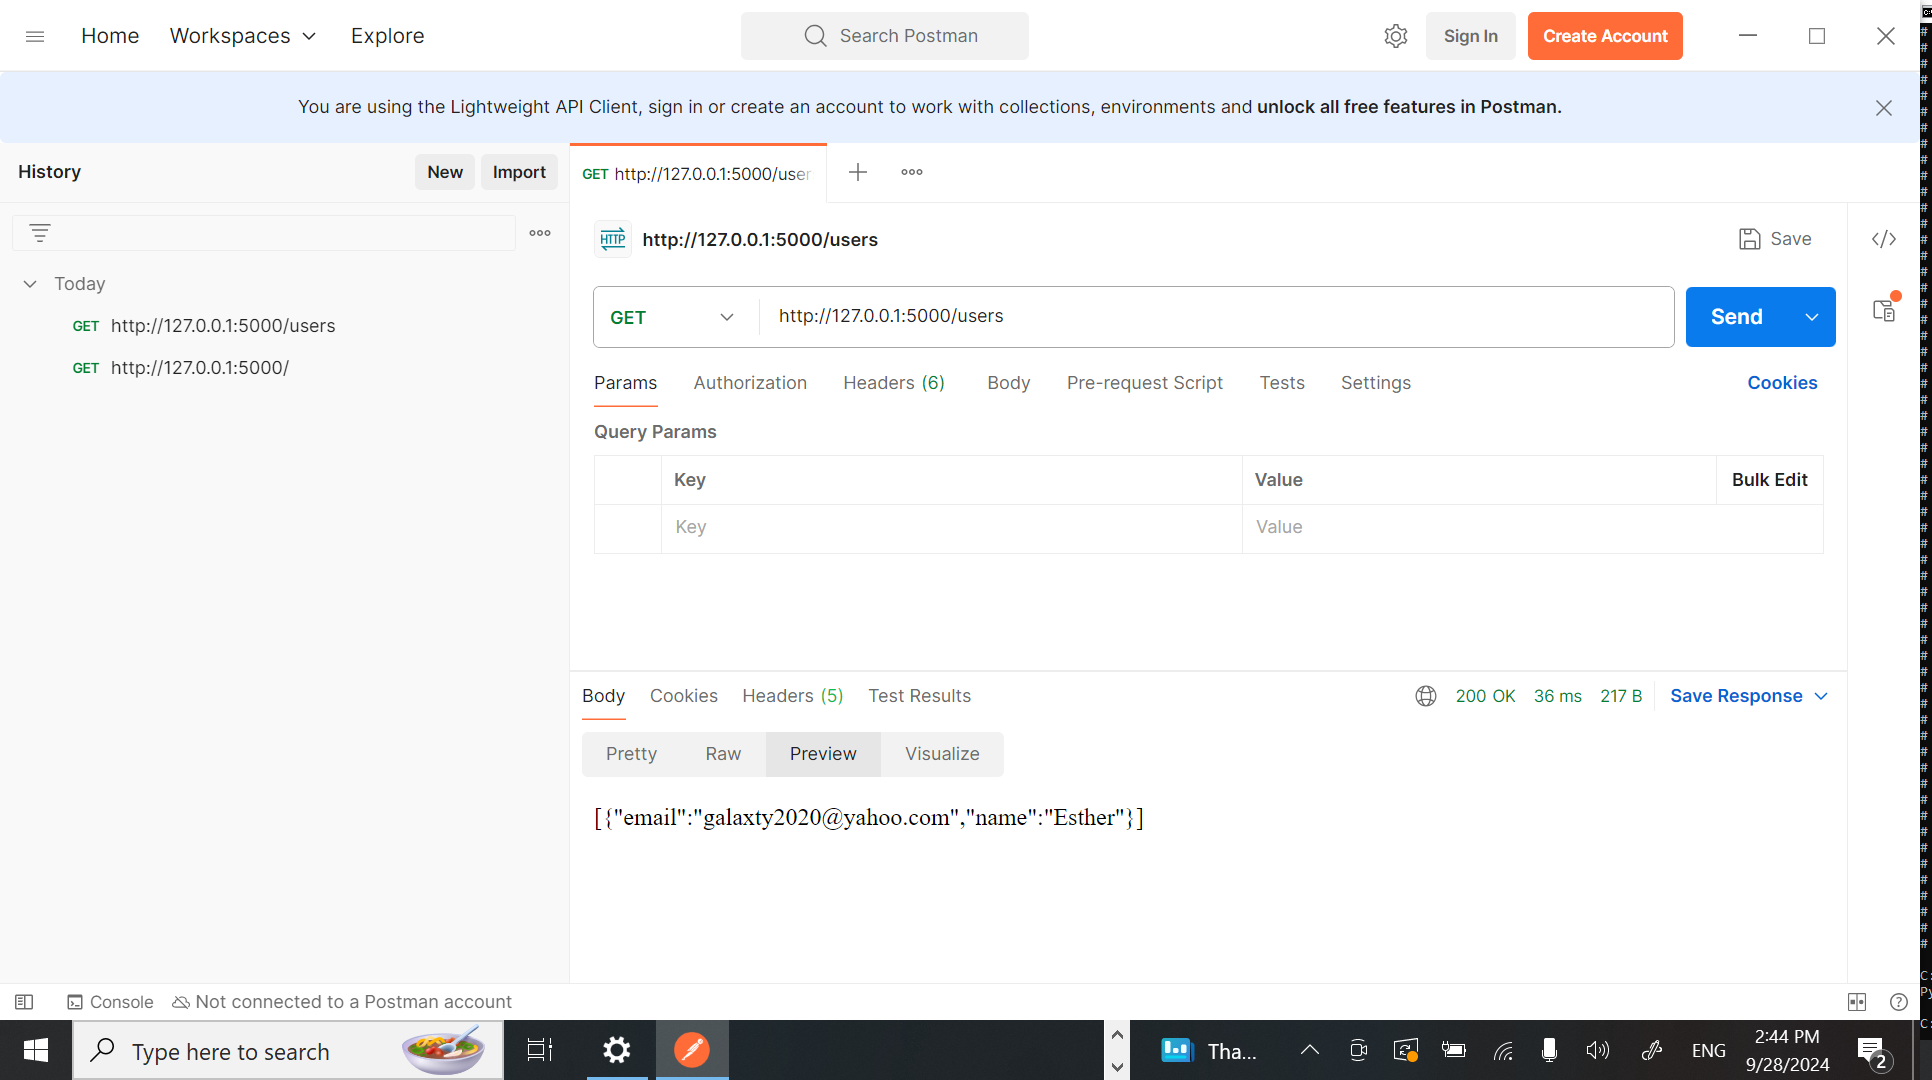 Home Workspaces Explore Search Postman Sign In Create Account
You are using the Lightweight API Client, sign in or create an account to work with collections, environments and unlock all free features in Postman.
History New Import
GET http://127.0.0.1:5000/user
HTTP http://127.0.0.1:5000/users Save </>
Today
GET http://127.0.0.1:5000/users
GET http://127.0.0.1:5000/
GET http://127.0.0.1:5000/users Send
Params Authorization Headers (6) Body Pre-request Script Tests Settings Cookies
Query Params
Key Value Bulk Edit
Key Value
Body Cookies Headers (5) Test Results 200 OK 36 ms 217 B Save Response
Pretty Raw Preview Visualize
[{"email":"galaxty2020@yahoo.com","name":"Esther"}]
Console Not connected to a Postman account
Type here to search Tha... ENG 2:44 PM
9/28/2024 2